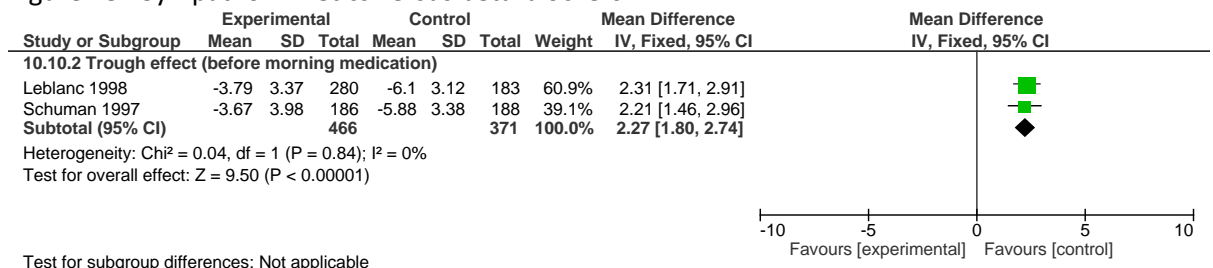 Experimental Control Mean Difference Mean Difference
Study or Subgroup Mean SD Total Mean SD Total Weight IV, Fixed, 95% CI IV, Fixed, 95% CI
10.10.2 Trough effect (before morning medication)
Leblanc 1998 -3.79 3.37 280 -6.1 3.12 183 60.9% 2.31 [1.71, 2.91]
Schuman 1997 -3.67 3.98 186 -5.88 3.38 188 39.1% 2.21 [1.46, 2.96]
Subtotal (95% CI) 466 371 100.0% 2.27 [1.80, 2.74]
Heterogeneity: Chi² = 0.04, df = 1 (P = 0.84); I² = 0%
Test for overall effect: Z = 9.50 (P < 0.00001)
-10 -5 0 5 10
Favours [experimental] Favours [control]
Test for subgroup differences: Not applicable